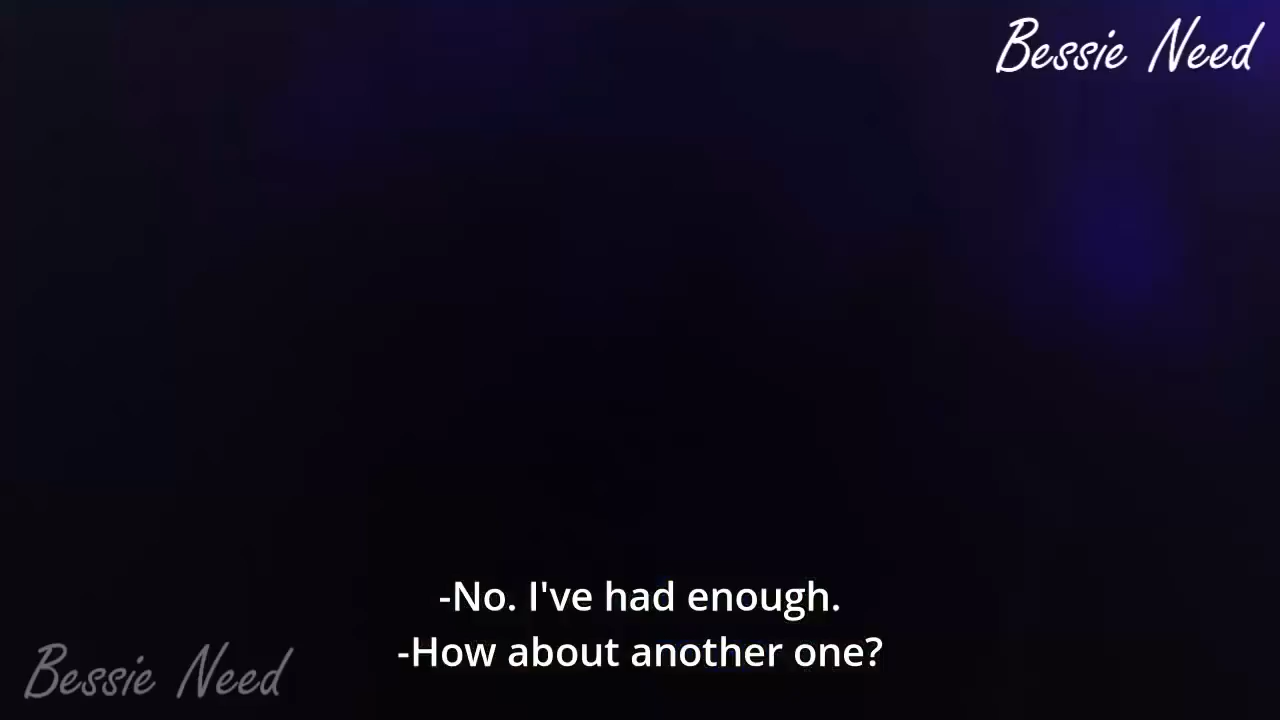 Bessie Need
-No. I've had enough.
-How about another one?
Bessie Need